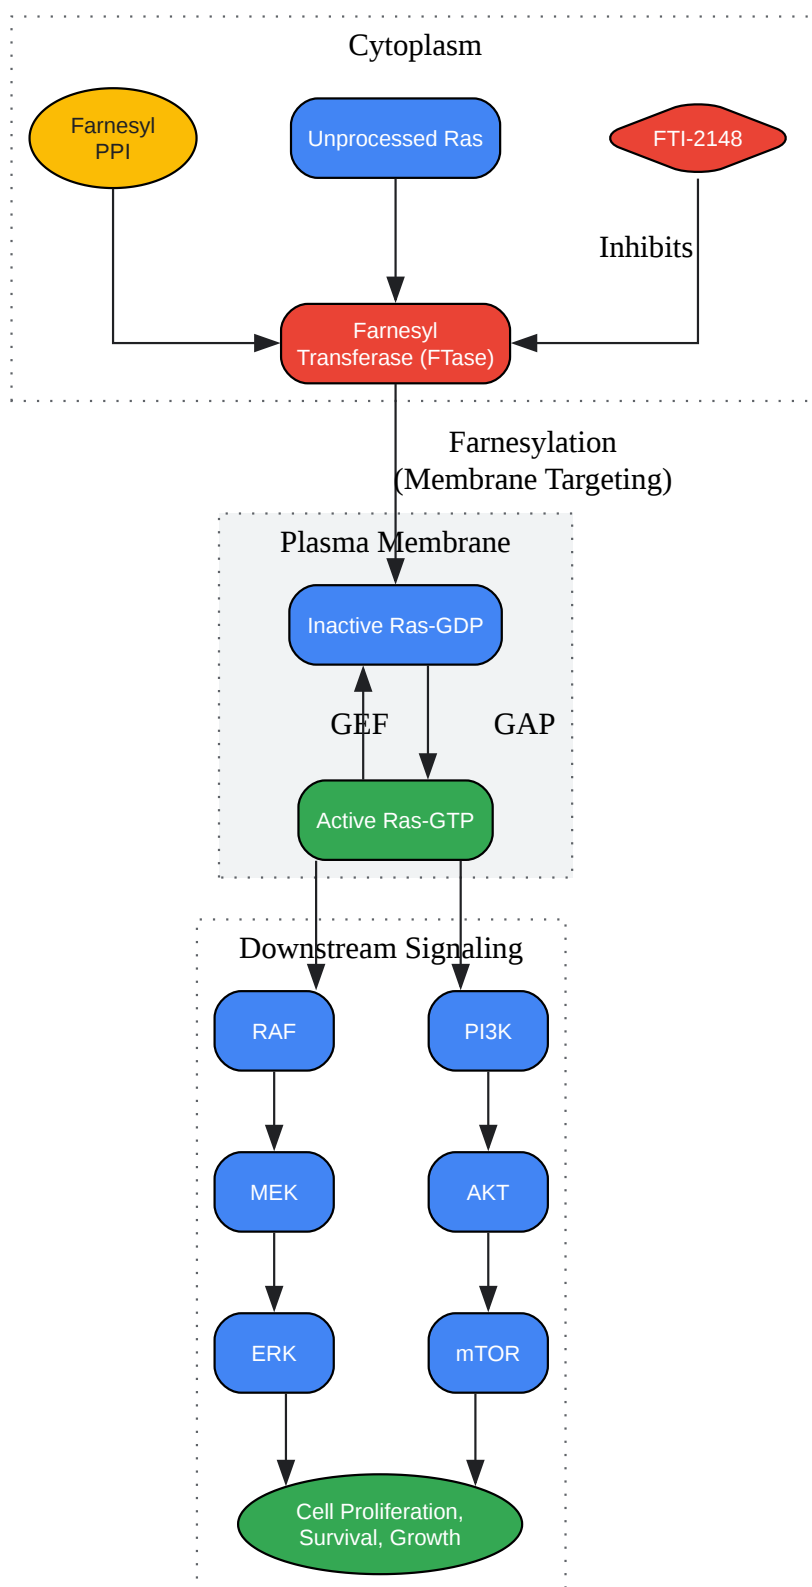 Cytoplasm
Farnesyl
PPI
Unprocessed Ras
FTI-2148
Inhibits
Farnesyl
Transferase (FTase)
Farnesylation
(Membrane Targeting)
Plasma Membrane
Inactive Ras-GDP
GEF
GAP
Active Ras-GTP
Downstream Signaling
RAF
PI3K
MEK
AKT
ERK
mTOR
Cell Proliferation,
Survival, Growth